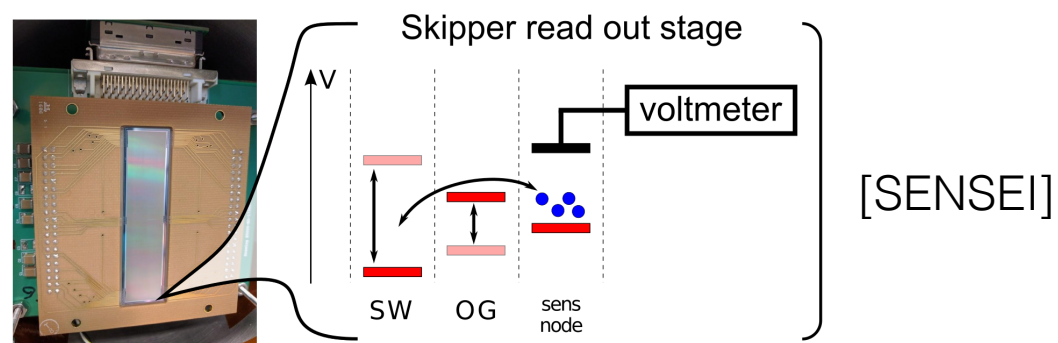 Skipper read out stage
V
voltmeter
[SENSEI]
SW
OG
sens
node